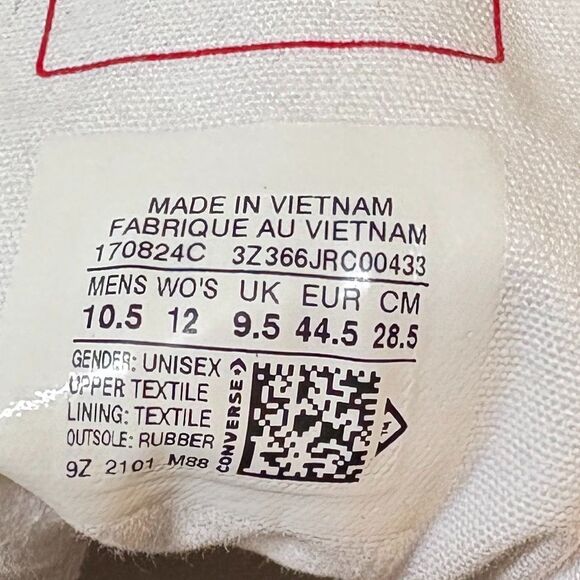 MADE IN VIETNAM
FABRIQUE AU VIETNAM
170824C 3Z366JRC00433
MENS WO'S UK EUR CM
10.5 12 9.5 44.5 28.5
GENDER: UNISEX
UPPER TEXTILE
LINING: TEXTILE
OUTSOLE: RUBBER
9Z 2101 M88
CONVERSE
TM